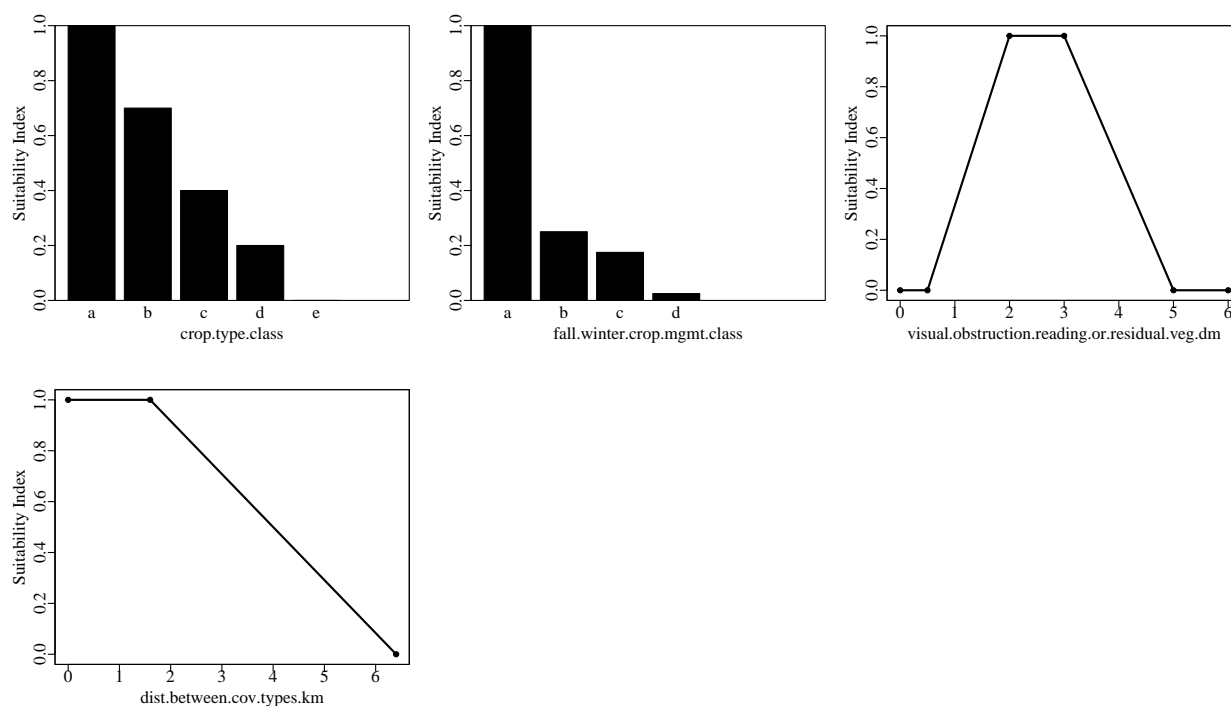 Suitability Index
0.0 0.2 0.4 0.6 0.8 1.0
a b c d e
crop.type.class
Suitability Index
0.0 0.2 0.4 0.6 0.8 1.0
a b c d
fall.winter.crop.mgmt.class
Suitability Index
0.0 0.2 0.4 0.6 0.8 1.0
0 1 2 3 4 5 6
visual.obstruction.reading.or.residual.veg.dm
Suitability Index
0.0 0.2 0.4 0.6 0.8 1.0
0 1 2 3 4 5 6
dist.between.cov.types.km